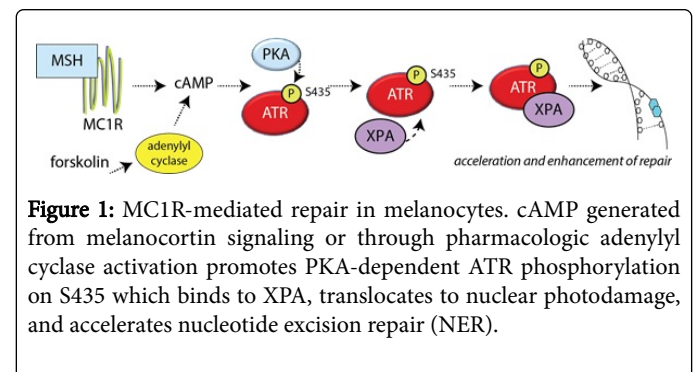 MSH
MC1R
forskolin
adenylyl
cyclase
cAMP
PKA
P
S435
ATR
P
S435
ATR
XPA
P
ATR
XPA
acceleration and enhancement of repair
Figure 1: MC1R-mediated repair in melanocytes. cAMP generated
from melanocortin signaling or through pharmacologic adenylyl
cyclase activation promotes PKA-dependent ATR phosphorylation
on S435 which binds to XPA, translocates to nuclear photodamage,
and accelerates nucleotide excision repair (NER).